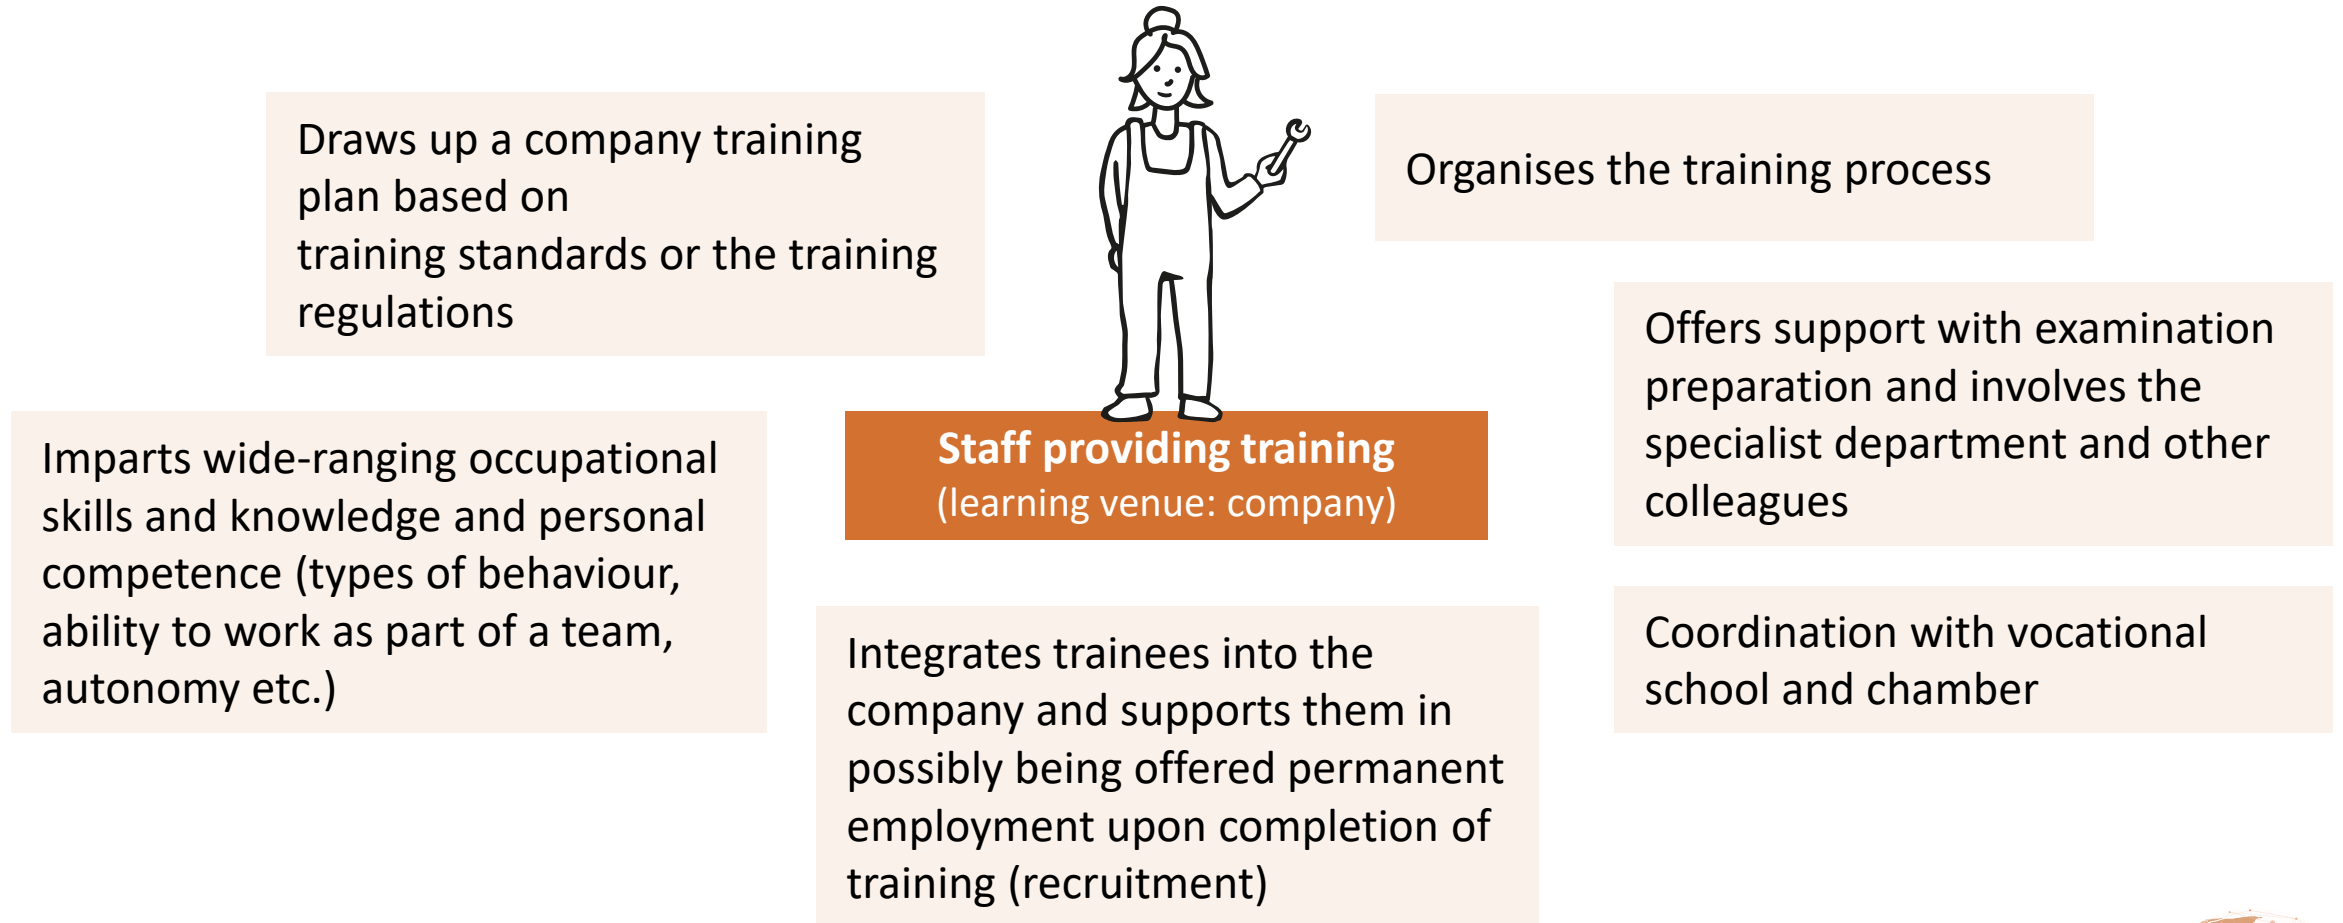 Draws up a company training
plan based on
training standards or the training
regulations
Organises the training process
Offers support with examination
preparation and involves the
specialist department and other
colleagues
Imparts wide-ranging occupational
skills and knowledge and personal
competence (types of behaviour,
ability to work as part of a team,
autonomy etc.)
Staff providing training
(learning venue: company)
Integrates trainees into the
company and supports them in
possibly being offered permanent
employment upon completion of
training (recruitment)
Coordination with vocational
school and chamber